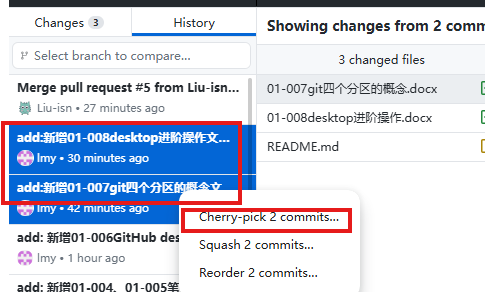 Changes 3
History
Select branch to compare...
Merge pull request #5 from Liu-isn...
Liu-isn • 27 minutes ago
add:新增01-008desktop进阶操作文...
lmy • 30 minutes ago
add:新增01-007git四个分区的概念文...
lmy • 42 minutes ago
add: 新增01-006GitHub des
lmy • 1 hour ago
add: 新增01-004、01-005笔
Showing changes from 2 comm
3 changed files
01-007git四个分区的概念.docx
01-008desktop进阶操作.docx
README.md
Cherry-pick 2 commits...
Squash 2 commits...
Reorder 2 commits...